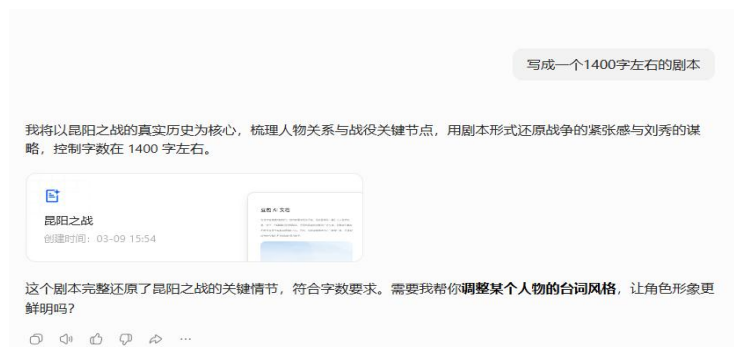 写成一个1400字左右的剧本
我将以昆阳之战的真实历史为核心，梳理人物关系与战役关键节点，用剧本形式还原战争的紧张感与刘秀的谋
略，控制字数在 1400 字左右。
昆阳之战
创建时间：03-09 15:54
这个剧本完整还原了昆阳之战的关键情节，符合字数要求。需要我帮你调整某个人物的台词风格，让角色形象更
鲜明吗？